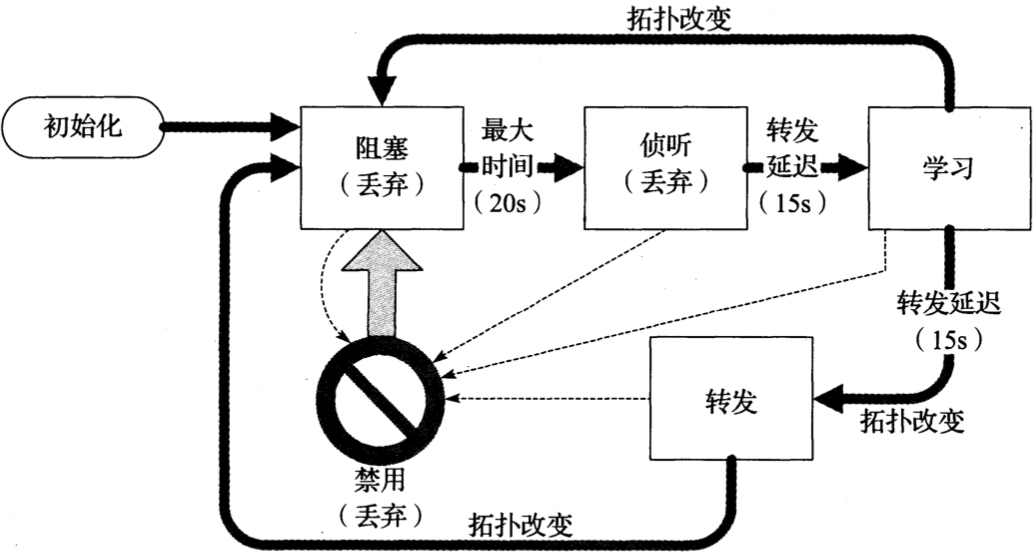 拓扑改变
初始化
阻塞
（丢弃）
最大
时间
（20s）
侦听
（丢弃）
转发
延迟
（15s）
学习
转发延迟
（15s）
转发
拓扑改变
禁用
（丢弃）
拓扑改变